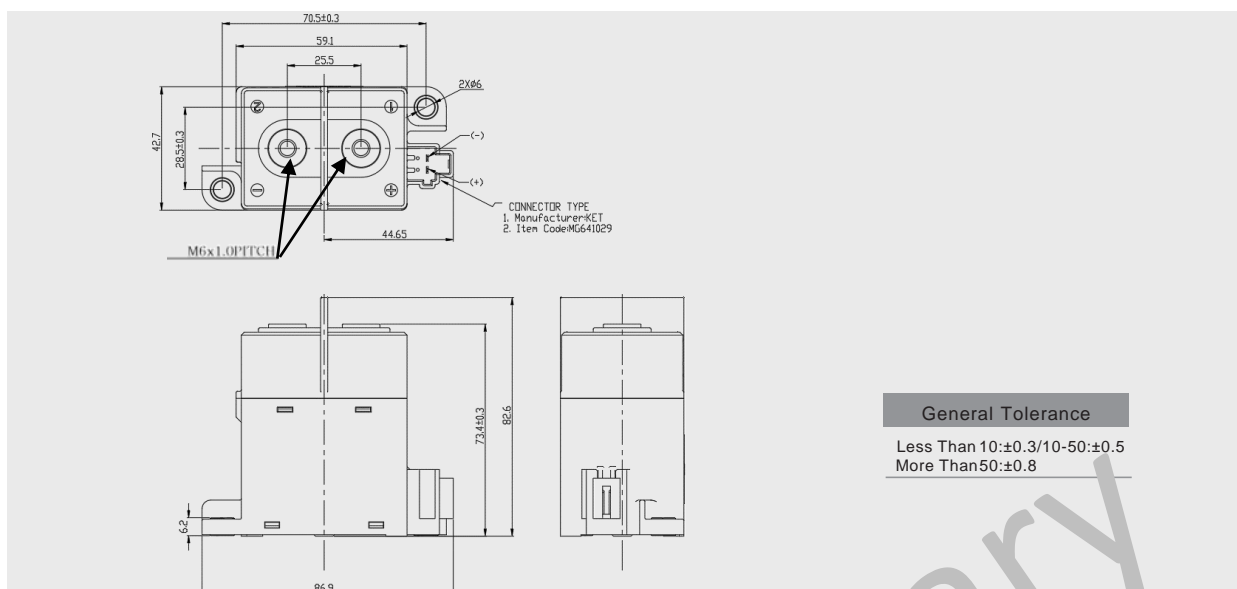 70.5±0.3
59.1
25.5
2XØ6
2
1
42.7
28.5±0.3
(-)
(+)
CONNECTOR TYPE
1. Manufacturer:KET
2. Item Code:MG641029
44.65
M6x1.0PITCH
73.4±0.3
82.6
6.2
86.9
General Tolerance
Less Than 10:±0.3/10-50:±0.5
More Than50:±0.8